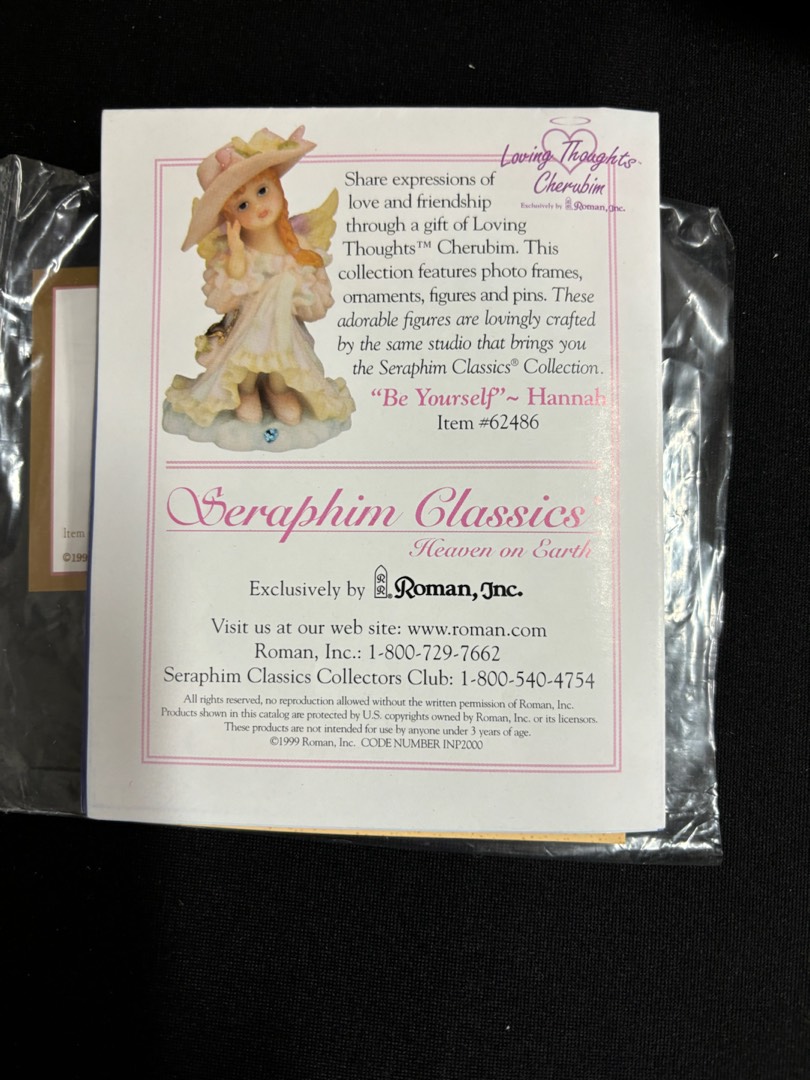 Loving Thoughts™
Cherubim
Exclusively by Roman, Inc.
Share expressions of
love and friendship
through a gift of Loving
Thoughts™ Cherubim. This
collection features photo frames,
ornaments, figures and pins. These
adorable figures are lovingly crafted
by the same studio that brings you
the Seraphim Classics® Collection.
"Be Yourself"~ Hannah
Item #62486
Seraphim Classics
Heaven on Earth
Exclusively by Roman, Inc.
Visit us at our web site: www.roman.com
Roman, Inc.: 1-800-729-7662
Seraphim Classics Collectors Club: 1-800-540-4754
All rights reserved, no reproduction allowed without the written permission of Roman, Inc.
Products shown in this catalog are protected by U.S. copyrights owned by Roman, Inc. or its licensors.
These products are not intended for use by anyone under 3 years of age.
©1999 Roman, Inc. CODE NUMBER INP2000
Item
©199